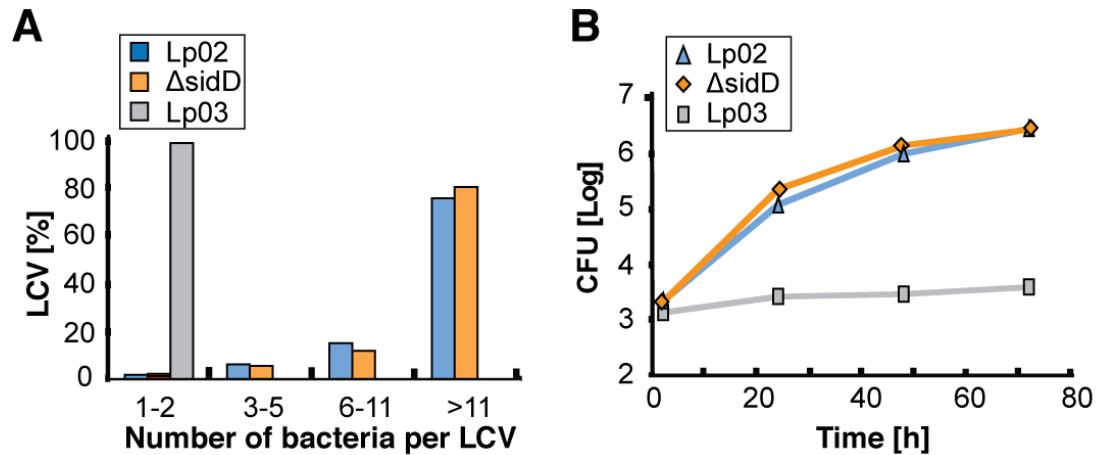 A
Lp02
ΔsidD
Lp03
100
80
60
40
20
0
LCV [%]
1-2 3-5 6-11 >11
Number of bacteria per LCV
B
Lp02
ΔsidD
Lp03
7
6
5
4
3
2
CFU [Log]
0 20 40 60 80
Time [h]